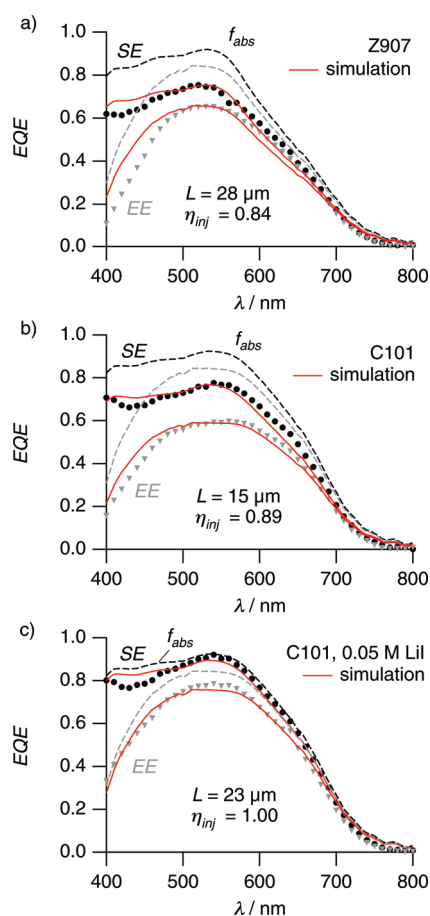 a)
EQE
1.0
0.8
0.6
0.4
0.2
0.0
SE
f_abs
Z907
simulation
EE
L = 28 μm
η_inj = 0.84
400 500 600 700 800
λ / nm
b)
EQE
1.0
0.8
0.6
0.4
0.2
0.0
SE
f_abs
C101
simulation
EE
L = 15 μm
η_inj = 0.89
400 500 600 700 800
λ / nm
c)
EQE
1.0
0.8
0.6
0.4
0.2
0.0
SE
f_abs
C101, 0.05 M LiI
simulation
EE
L = 23 μm
η_inj = 1.00
400 500 600 700 800
λ / nm